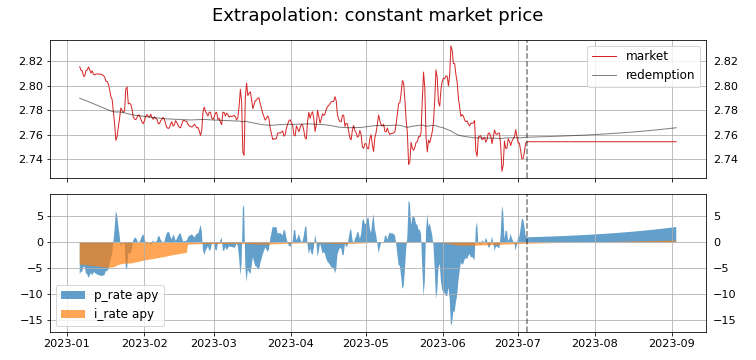 Extrapolation: constant market price
2.82 2.82
2.80 2.80
2.78 2.78
2.76 2.76
2.74 2.74
market
redemption
5
0
−5
−10
−15
5
0
−5
−10
−15
p_rate apy
i_rate apy
2023-01 2023-02 2023-03 2023-04 2023-05 2023-06 2023-07 2023-08 2023-09